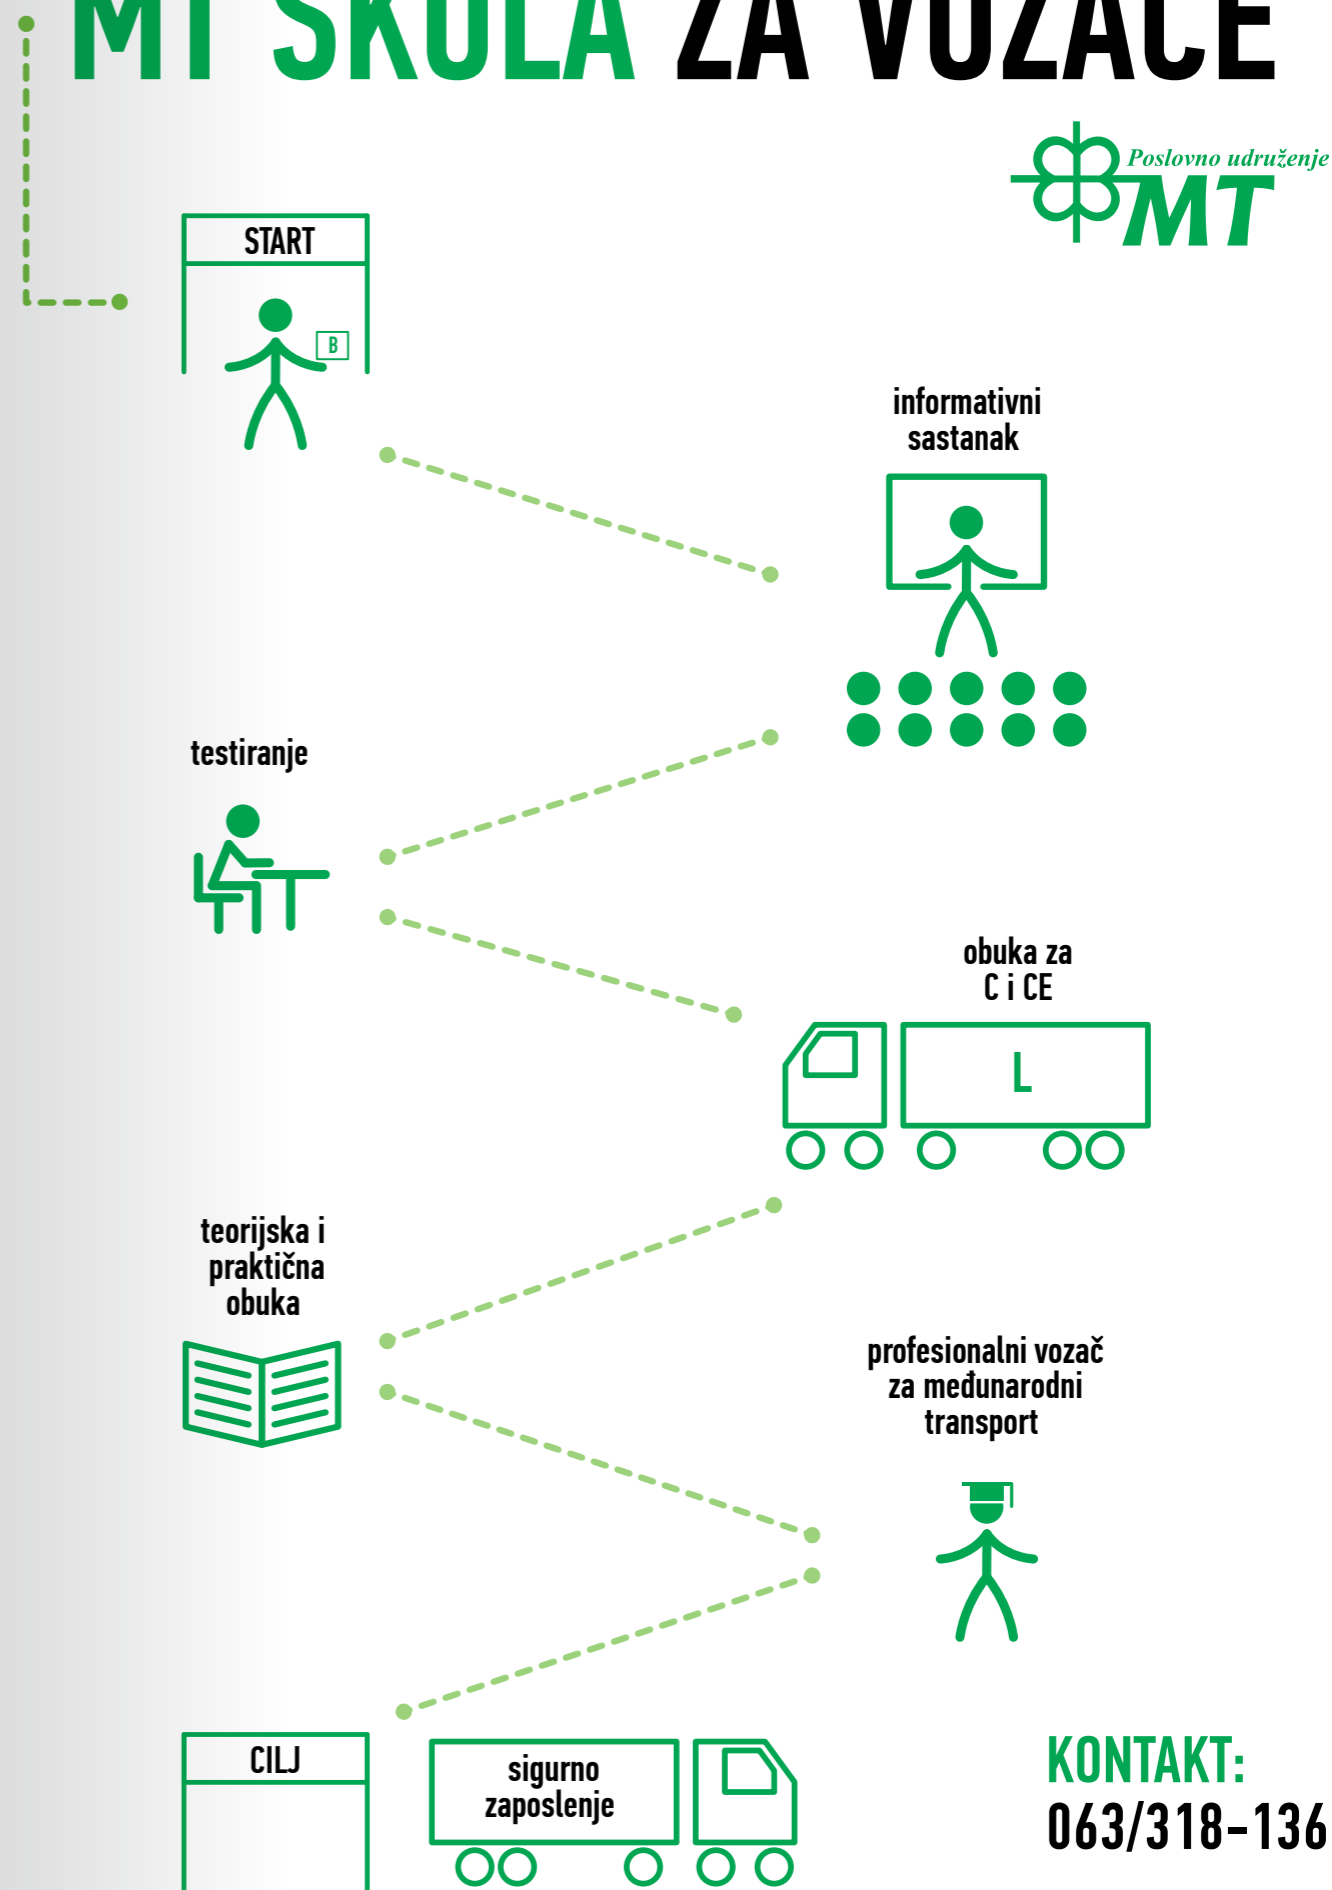 MT ŠKOLA ZA VOZAČE
Poslovno udruženje
MT
START
B
informativni
sastanak
testiranje
obuka za
C i CE
L
teorijska i
praktična
obuka
profesionalni vozač
za međunarodni
transport
CILJ
sigurno
zaposlenje
KONTAKT:
063/318-136